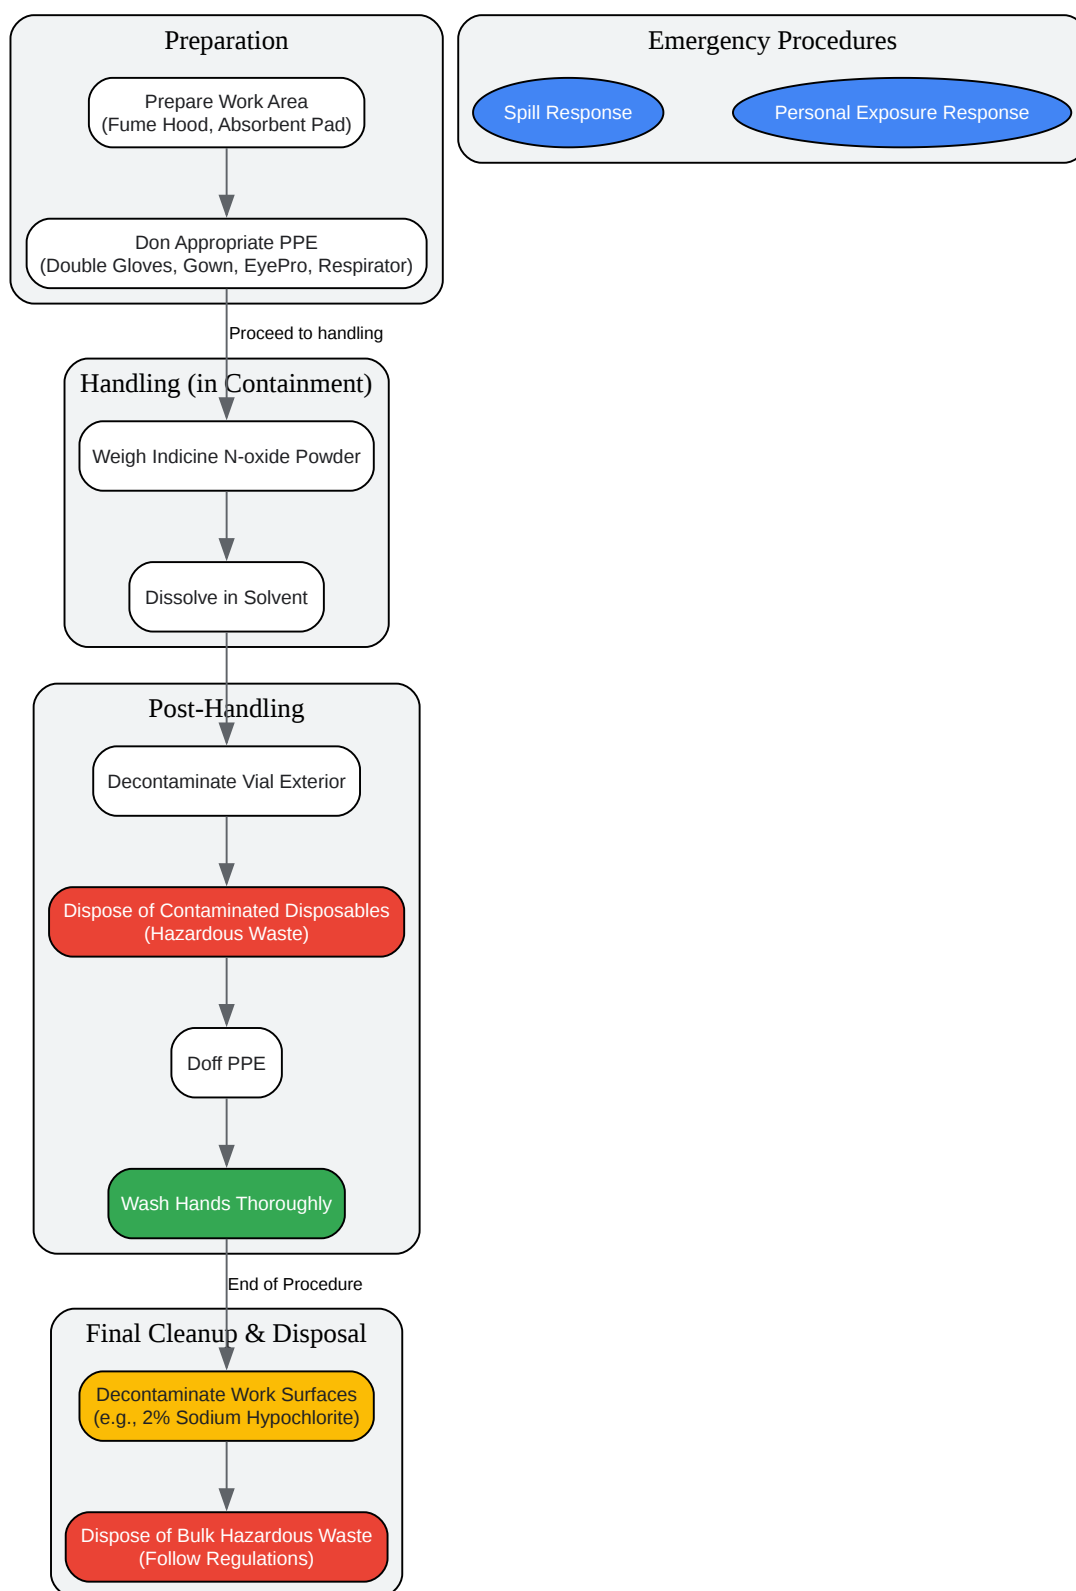 Preparation
Prepare Work Area
(Fume Hood, Absorbent Pad)
Don Appropriate PPE
(Double Gloves, Gown, EyePro, Respirator)
Proceed to handling
Handling (in Containment)
Weigh Indicine N-oxide Powder
Dissolve in Solvent
Post-Handling
Decontaminate Vial Exterior
Dispose of Contaminated Disposables
(Hazardous Waste)
Doff PPE
Wash Hands Thoroughly
End of Procedure
Final Cleanup & Disposal
Decontaminate Work Surfaces
(e.g., 2% Sodium Hypochlorite)
Dispose of Bulk Hazardous Waste
(Follow Regulations)
Emergency Procedures
Spill Response
Personal Exposure Response